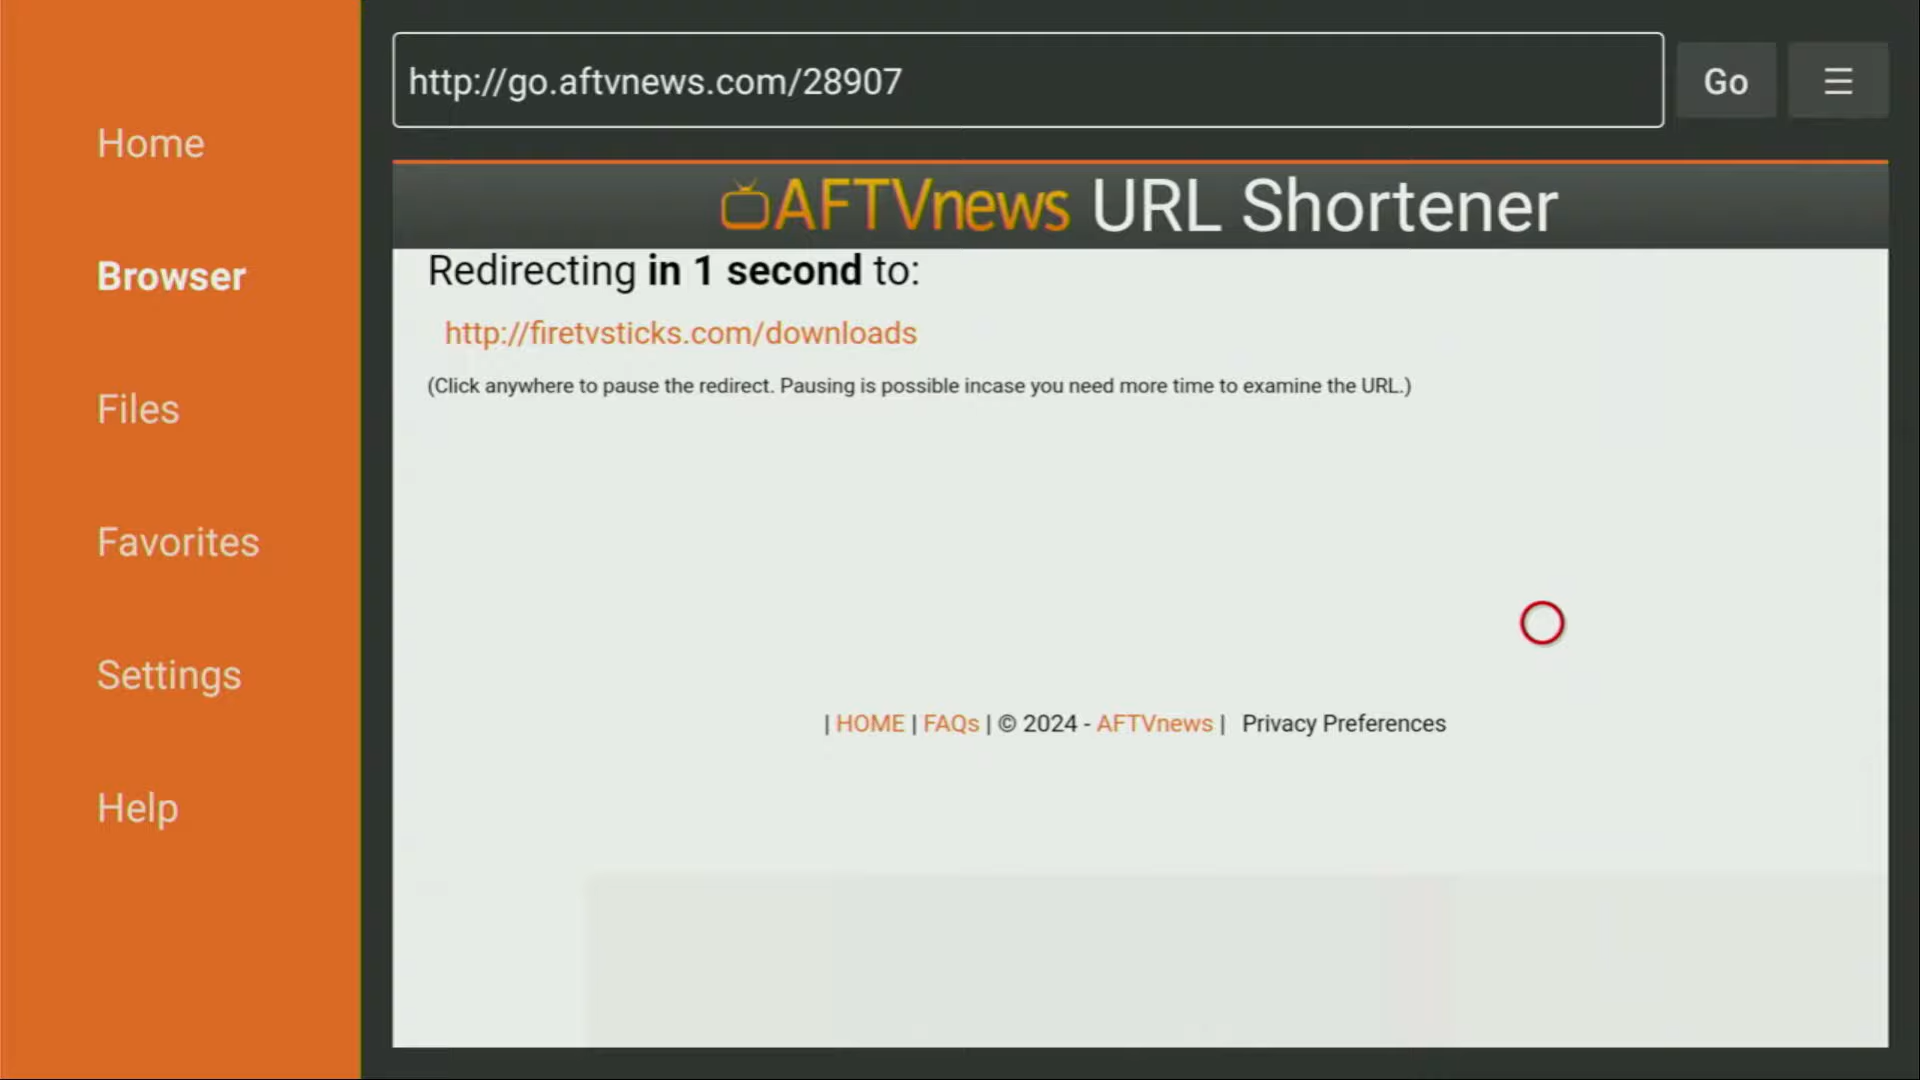 Home
Browser
Files
Favorites
Settings
Help
http://go.aftvnews.com/28907
Go
AFTVnews URL Shortener
Redirecting in 1 second to:
http://firetvsticks.com/downloads
(Click anywhere to pause the redirect. Pausing is possible incase you need more time to examine the URL.)
| HOME | FAQs | © 2024 - AFTVnews | Privacy Preferences